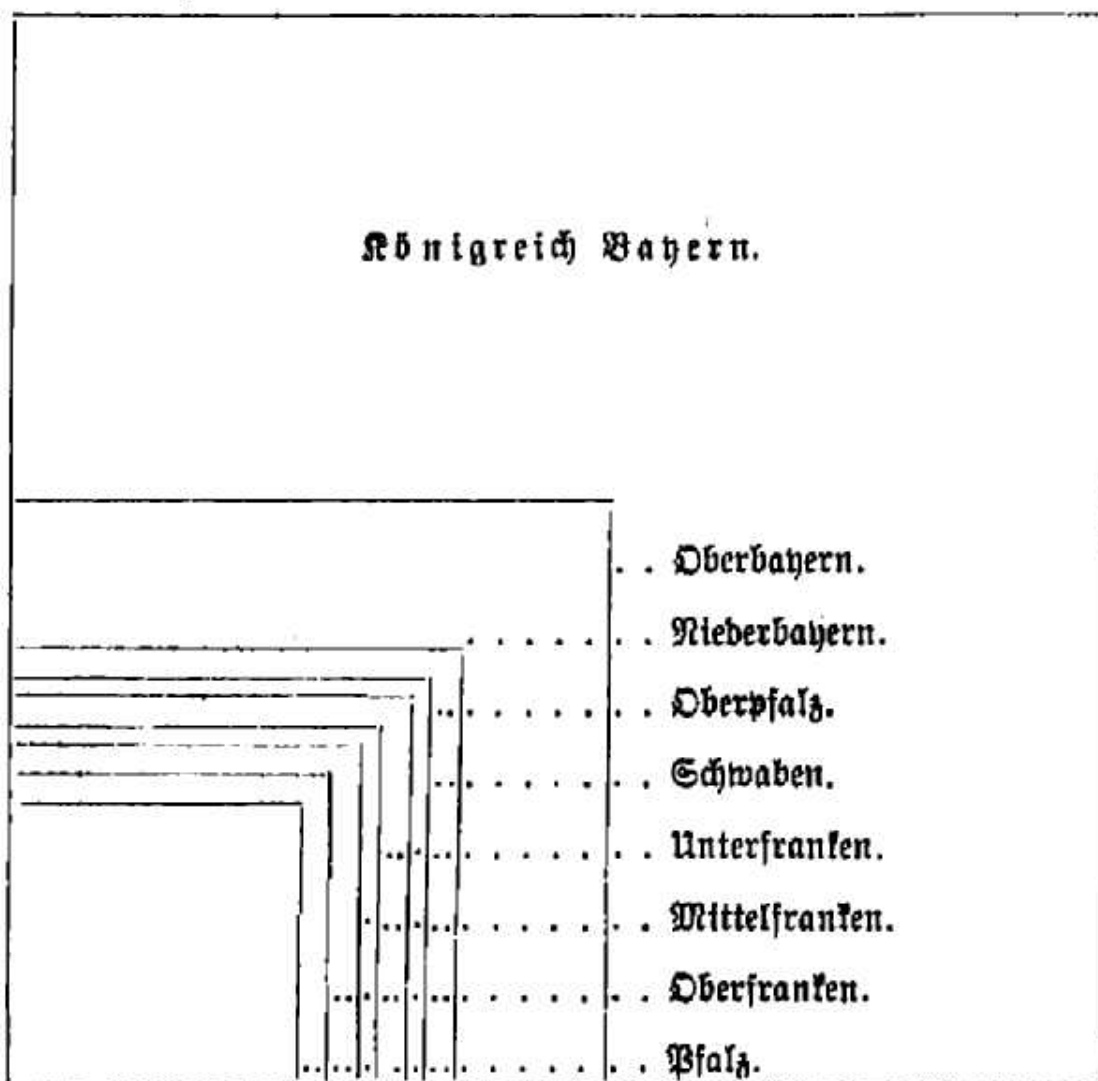 Königreich Bayern.
Oberbayern.
Niederbayern.
Oberpfalz.
Schwaben.
Unterfranken.
Mittelfranken.
Oberfranken.
Pfalz.